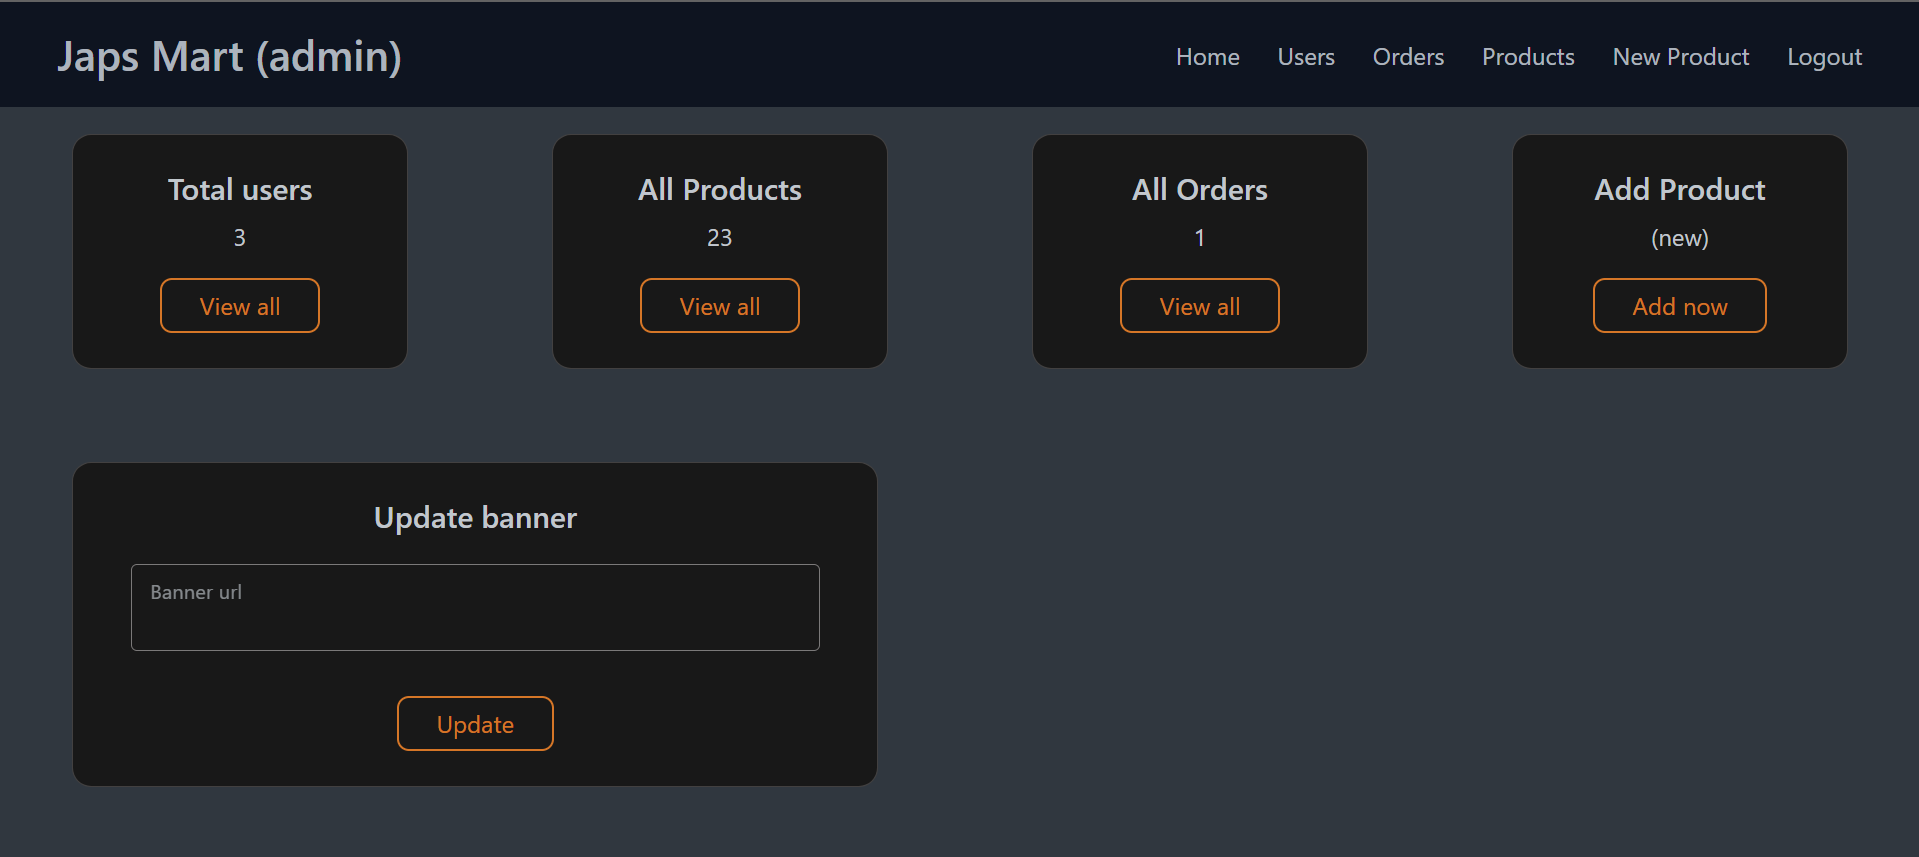 Japs Mart (admin)
Home Users Orders Products New Product Logout
Total users
3
View all
All Products
23
View all
All Orders
1
View all
Add Product
(new)
Add now
Update banner
Banner url
Update